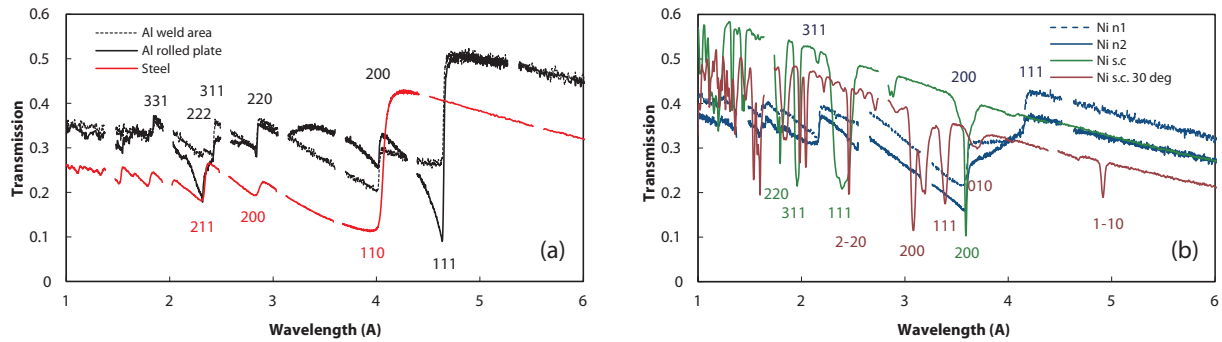 0.6
0.5
0.4
0.3
0.2
0.1
0
Transmission
Al weld area
Al rolled plate
Steel
331
222
311
220
200
211
200
110
111
(a)
1 2 3 4 5 6
Wavelength (A)
0.6
0.5
0.4
0.3
0.2
0.1
0
Transmission
Ni n1
Ni n2
Ni s.c
Ni s.c. 30 deg
311
200
111
220
311
111
2-20
200
111
200
010
1-10
(b)
1 2 3 4 5 6
Wavelength (A)